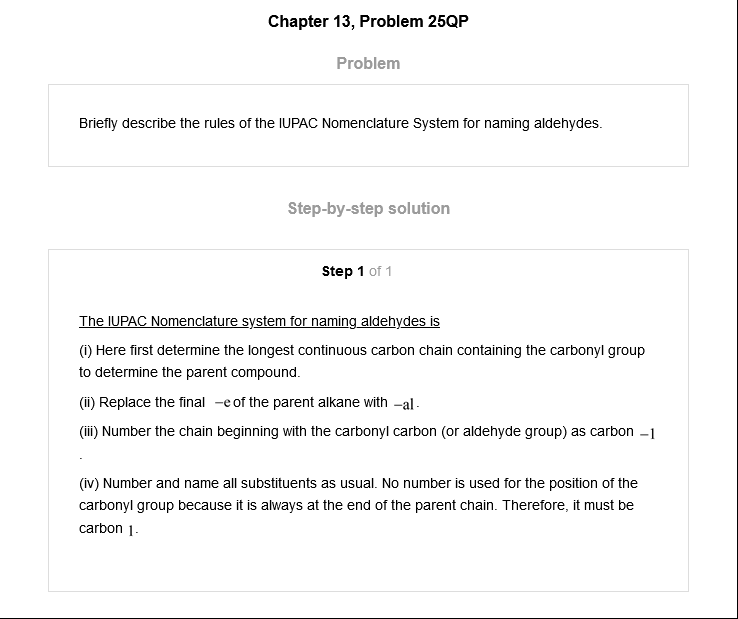 Chapter 13, Problem 25QP
Problem
Briefly describe the rules of the IUPAC Nomenclature System for naming aldehydes.
Step-by-step solution
Step 1 of 1
The IUPAC Nomenclature system for naming aldehydes is
(i) Here first determine the longest continuous carbon chain containing the carbonyl group
to determine the parent compound.
(ii) Replace the final –e of the parent alkane with –al.
(iii) Number the chain beginning with the carbonyl carbon (or aldehyde group) as carbon –1
.
(iv) Number and name all substituents as usual. No number is used for the position of the
carbonyl group because it is always at the end of the parent chain. Therefore, it must be
carbon 1.